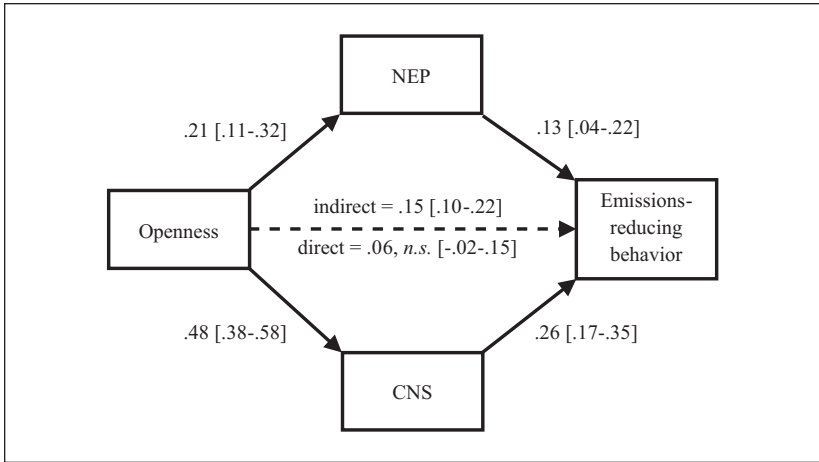 NEP
.21 [.11-.32]
.13 [.04-.22]
Openness
indirect = .15 [.10-.22]
direct = .06, n.s. [-.02-.15]
Emissions-
reducing
behavior
.48 [.38-.58]
.26 [.17-.35]
CNS